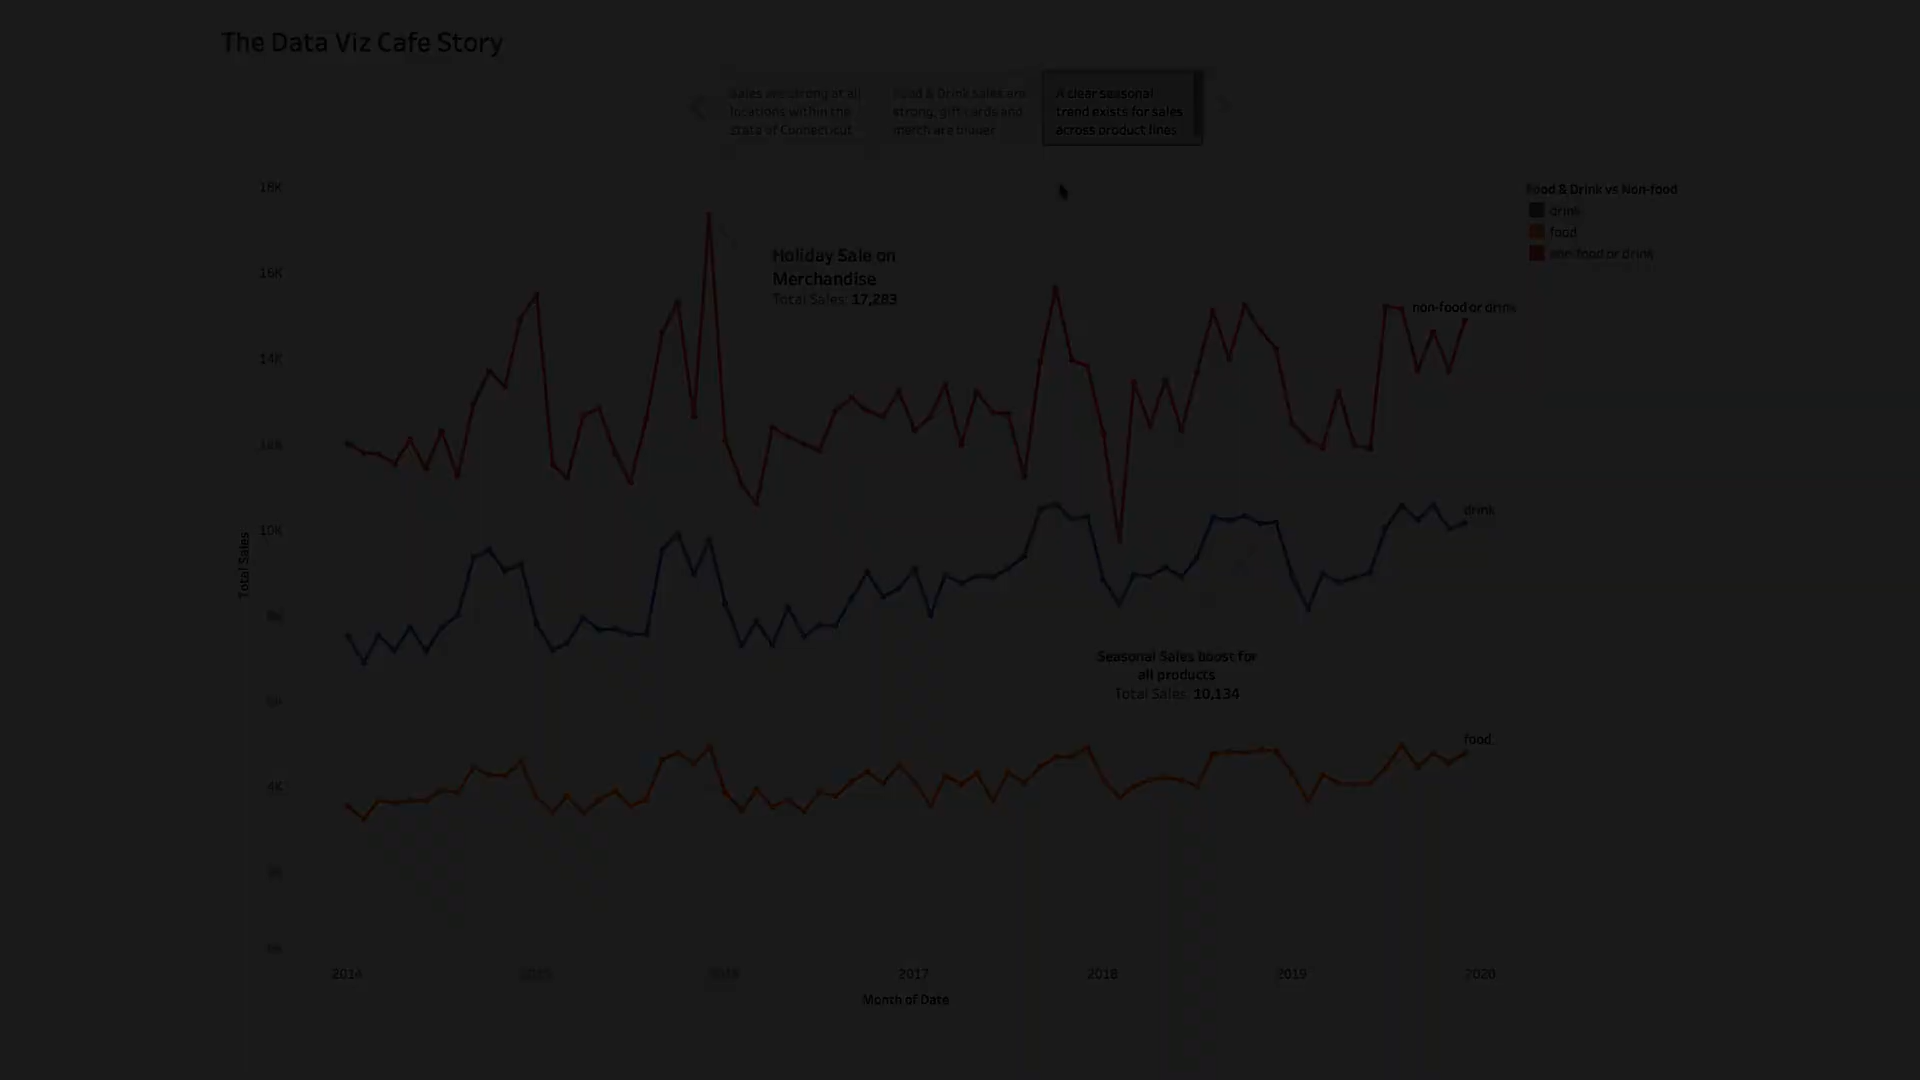 The Data Viz Cafe Story
Sales are strong at all
locations within the
state of Connecticut
Food & Drink sales are
strong, gift cards and
merch are bigger
A clear seasonal
trend exists for sales
across product lines
18K
Food & Drink vs Non-food
drink
food
non-food or drink
Holiday Sale on
Merchandise
Total Sales: 17,283
16K
non-food or drink
14K
12K
drink
10K
Total Sales
8K
Seasonal Sales boost for
all products
Total Sales: 10,134
6K
food
4K
2K
0K
2014
2015
2016
2017
2018
2019
2020
Month of Date